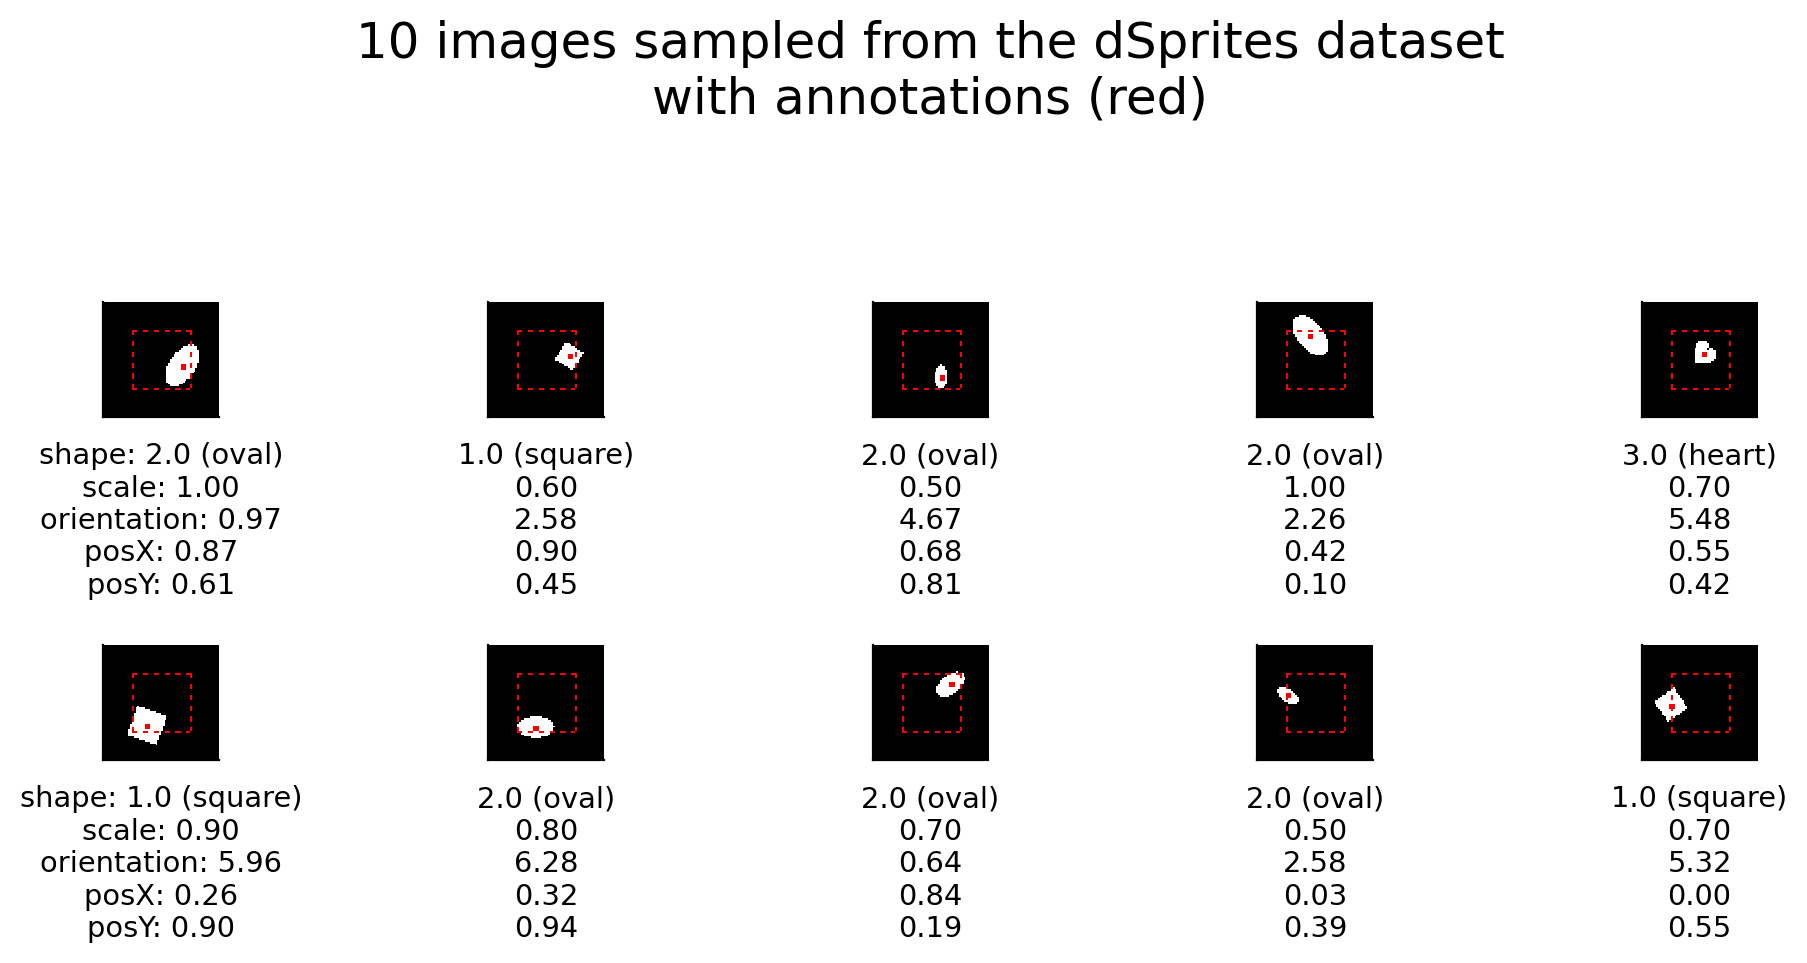 10 images sampled from the dSprites dataset
with annotations (red)
shape: 2.0 (oval)
scale: 1.00
orientation: 0.97
posX: 0.87
posY: 0.61
1.0 (square)
0.60
2.58
0.90
0.45
2.0 (oval)
0.50
4.67
0.68
0.81
2.0 (oval)
1.00
2.26
0.42
0.10
3.0 (heart)
0.70
5.48
0.55
0.42
shape: 1.0 (square)
scale: 0.90
orientation: 5.96
posX: 0.26
posY: 0.90
2.0 (oval)
0.80
6.28
0.32
0.94
2.0 (oval)
0.70
0.64
0.84
0.19
2.0 (oval)
0.50
2.58
0.03
0.39
1.0 (square)
0.70
5.32
0.00
0.55